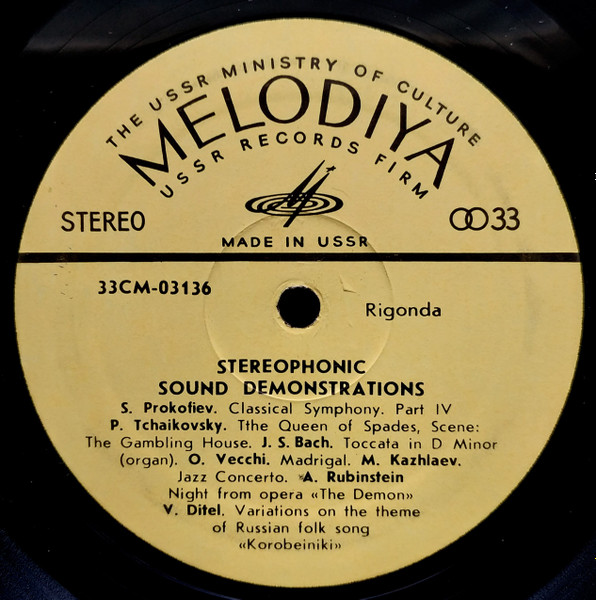 THE USSR MINISTRY OF CULTURE
MELODIYA
USSR RECORDS FIRM
STEREO
33
MADE IN USSR
33CM-03136
Rigonda
STEREOPHONIC
SOUND DEMONSTRATIONS
S. Prokofiev. Classical Symphony. Part IV
P. Tchaikovsky. Tthe Queen of Spades, Scene:
The Gambling House. J. S. Bach. Toccata in D Minor
(organ). O. Vecchi. Madrigal. M. Kazhlaev.
Jazz Concerto. A. Rubinstein
Night from opera «The Demon»
V. Ditel. Variations on the theme
of Russian folk song
«Korobeiniki»